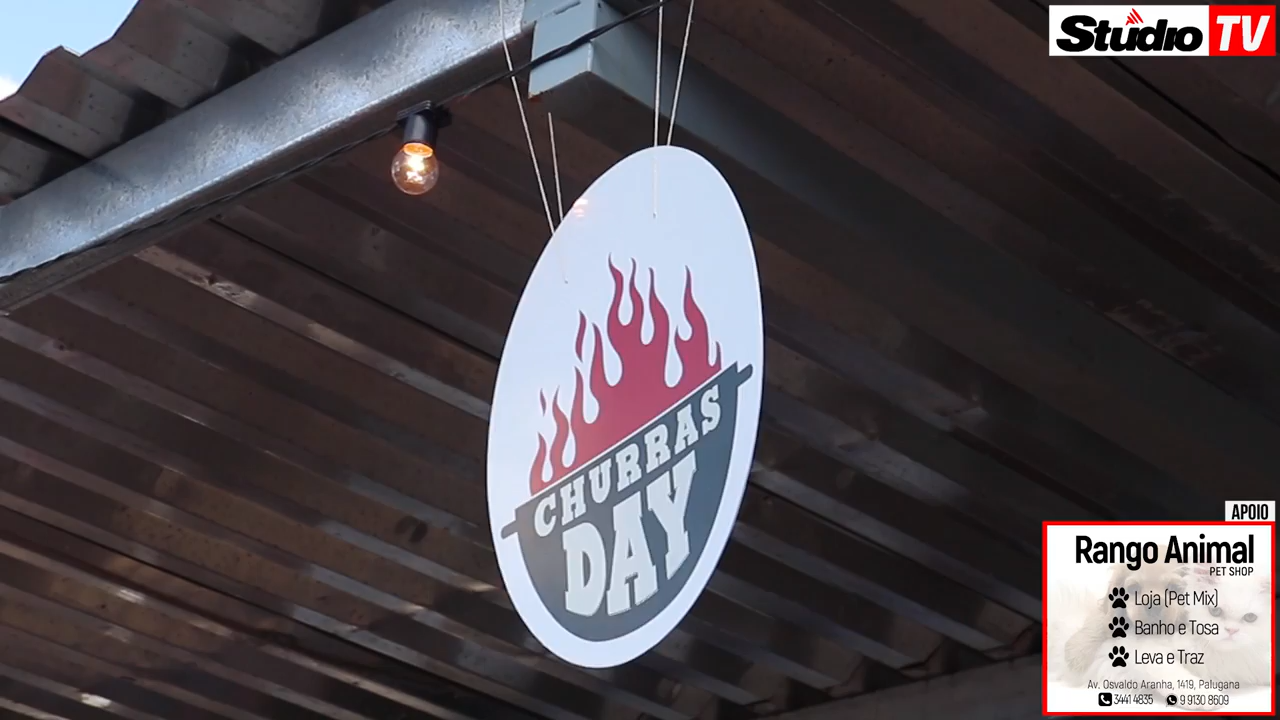 Studio TV
CHURRAS
DAY
APOIO
Rango Animal
PET SHOP
Loja (Pet Mix)
Banho e Tosa
Leva e Traz
Av. Osvaldo Aranha, 1419, Palugana
3441 4835 9 9130 8609